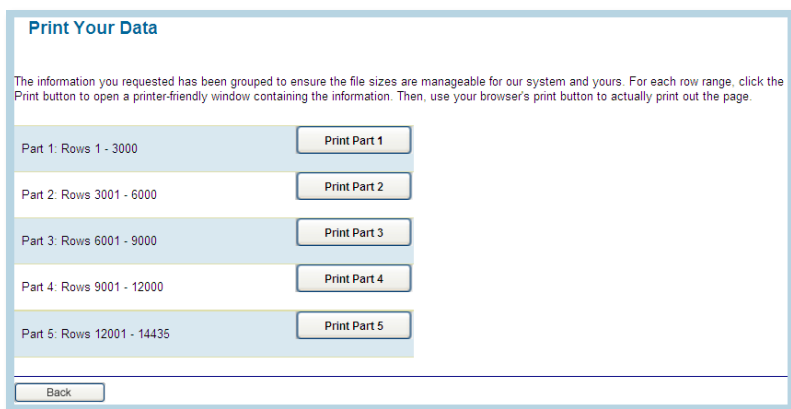 Print Your Data
The information you requested has been grouped to ensure the file sizes are manageable for our system and yours. For each row range, click the
Print button to open a printer-friendly window containing the information. Then, use your browser's print button to actually print out the page.
Part 1: Rows 1 - 3000 Print Part 1
Part 2: Rows 3001 - 6000 Print Part 2
Part 3: Rows 6001 - 9000 Print Part 3
Part 4: Rows 9001 - 12000 Print Part 4
Part 5: Rows 12001 - 14435 Print Part 5
Back